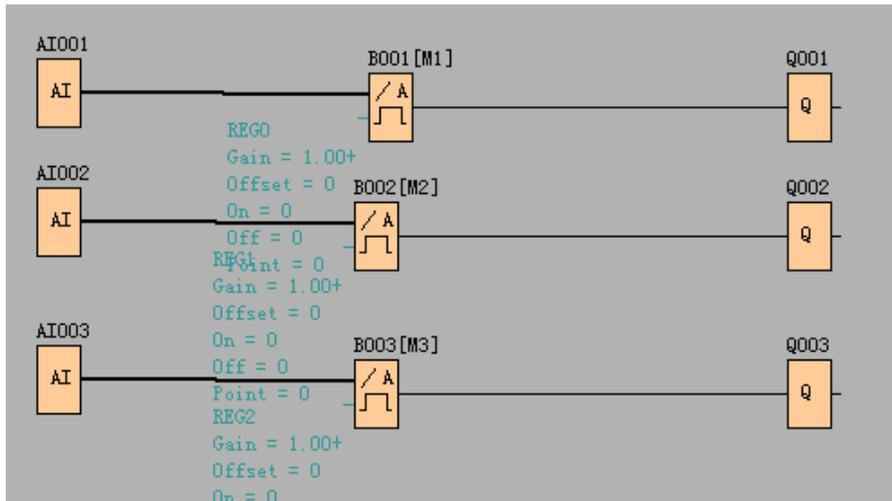 AI001
B001[M1]
Q001
AI
/A
Q
REG0
Gain = 1.00+
Offset = 0
On = 0
Off = 0
Point = 0
AI002
B002[M2]
Q002
AI
/A
Q
REG1
Gain = 1.00+
Offset = 0
On = 0
Off = 0
Point = 0
AI003
B003[M3]
Q003
AI
/A
Q
REG2
Gain = 1.00+
Offset = 0
On = 0